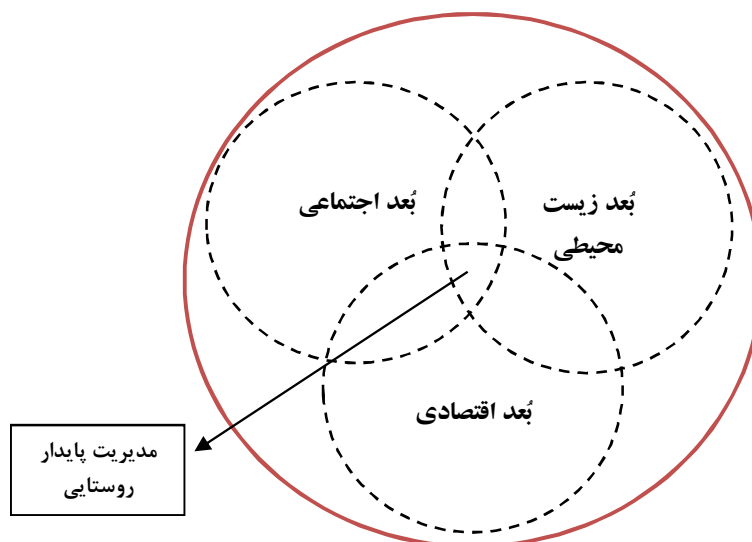 بُعد زیست
محیطی
بُعد اجتماعی
بُعد اقتصادی
مدیریت پایدار
روستایی